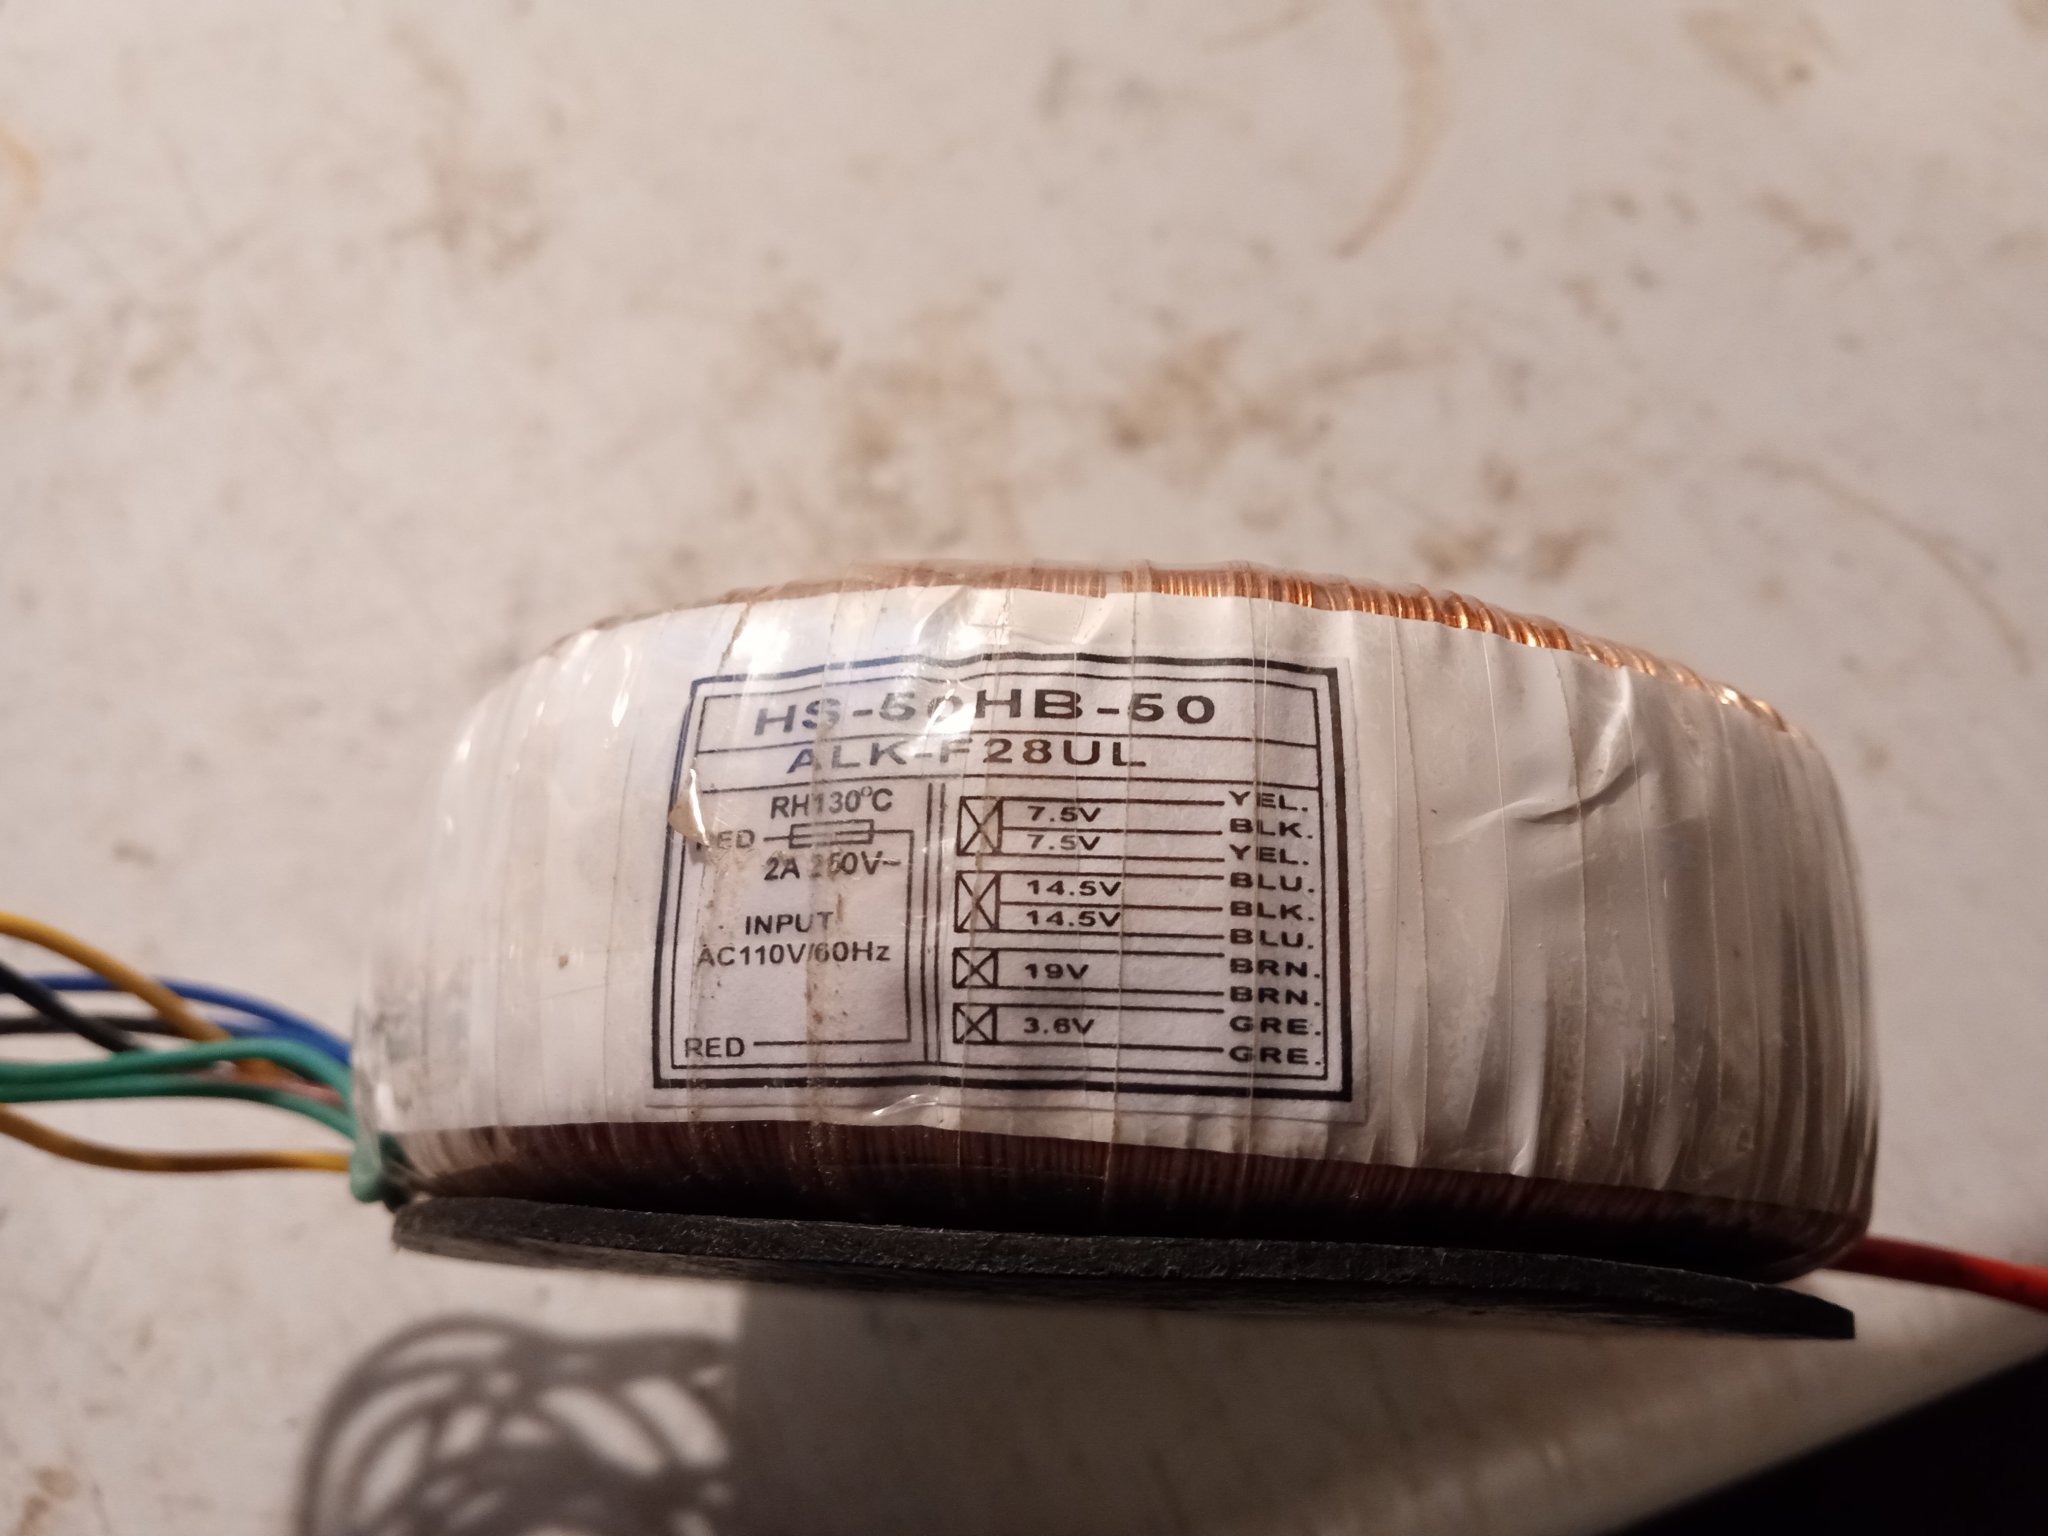 HS-50HB-50
ALK-F28UL
RH130°C
RED
2A 250V~
INPUT
AC110V/60Hz
RED
7.5V
7.5V
14.5V
14.5V
19V
3.6V
YEL.
BLK.
YEL.
BLU.
BLK.
BLU.
BRN.
BRN.
GRE.
GRE.